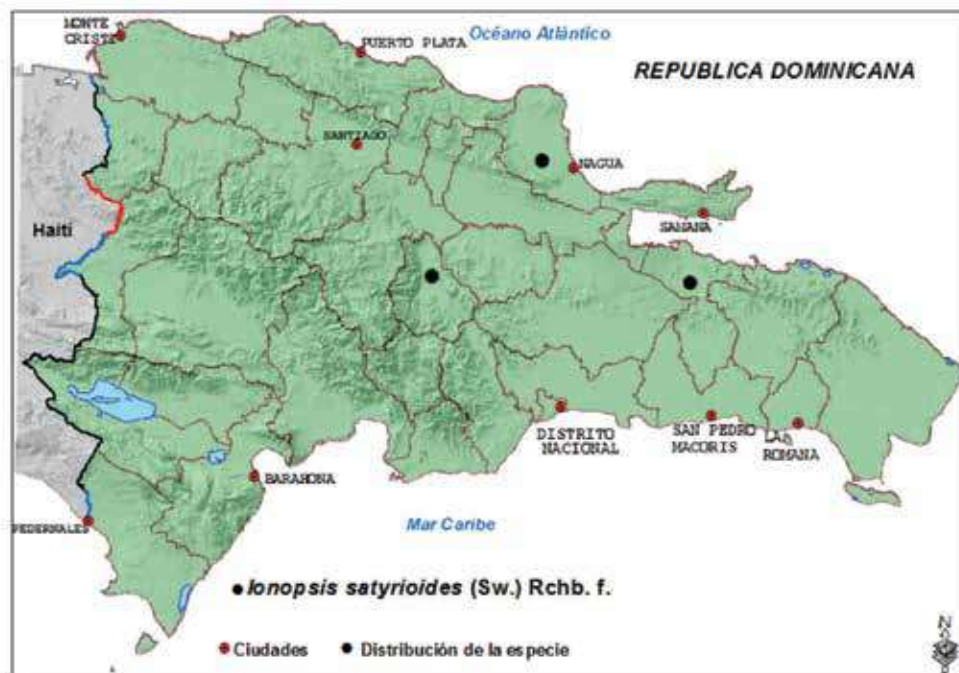 MONTE
CRISTI
PUERTO PLATA
Océano Atlántico
REPUBLICA DOMINICANA
SANTIAGO
NAGUA
SAMANA
Haití
DISTRITO
NACIONAL
SAN PEDRO
MACORIS
LA
ROMANA
BARAHONA
PEDERNALES
Mar Caribe
Ionopsis satyrioides (Sw.) Rchb. f.
Ciudades
Distribución de la especie
N